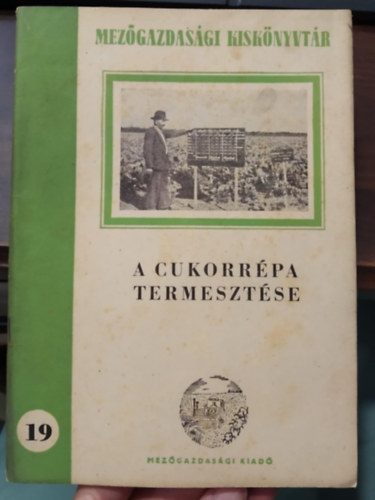 MEZŐGAZDASÁGI KISKÖNYVTÁR
A CUKORRÉPA
TERMESZTÉSE
19
MEZŐGAZDASÁGI KIADÓ